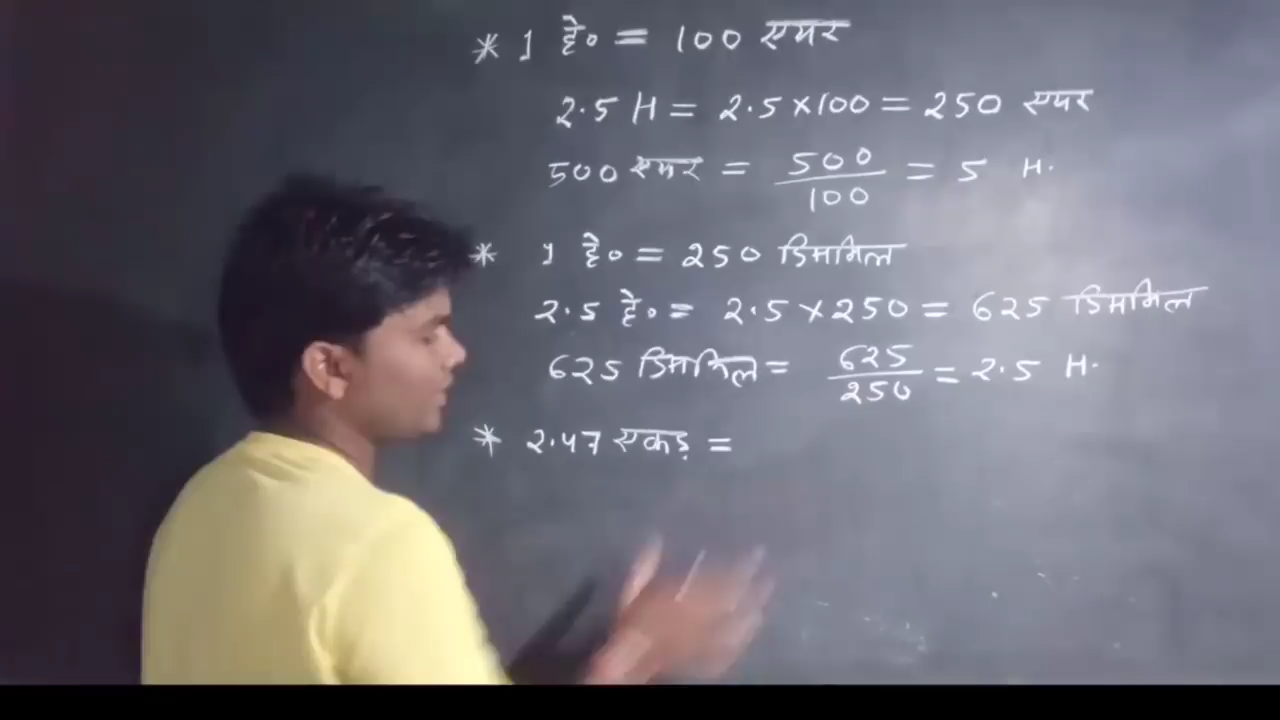 * 1 हे० = 100 एयर
2.5 H = 2.5 × 100 = 250 एयर
500 एयर = 500/100 = 5 H.
* 1 हे० = 250 डिसमिल
2.5 हे० = 2.5 × 250 = 625 डिसमिल
625 डिसमिल = 625/250 = 2.5 H.
* 2.47 एकड़ =